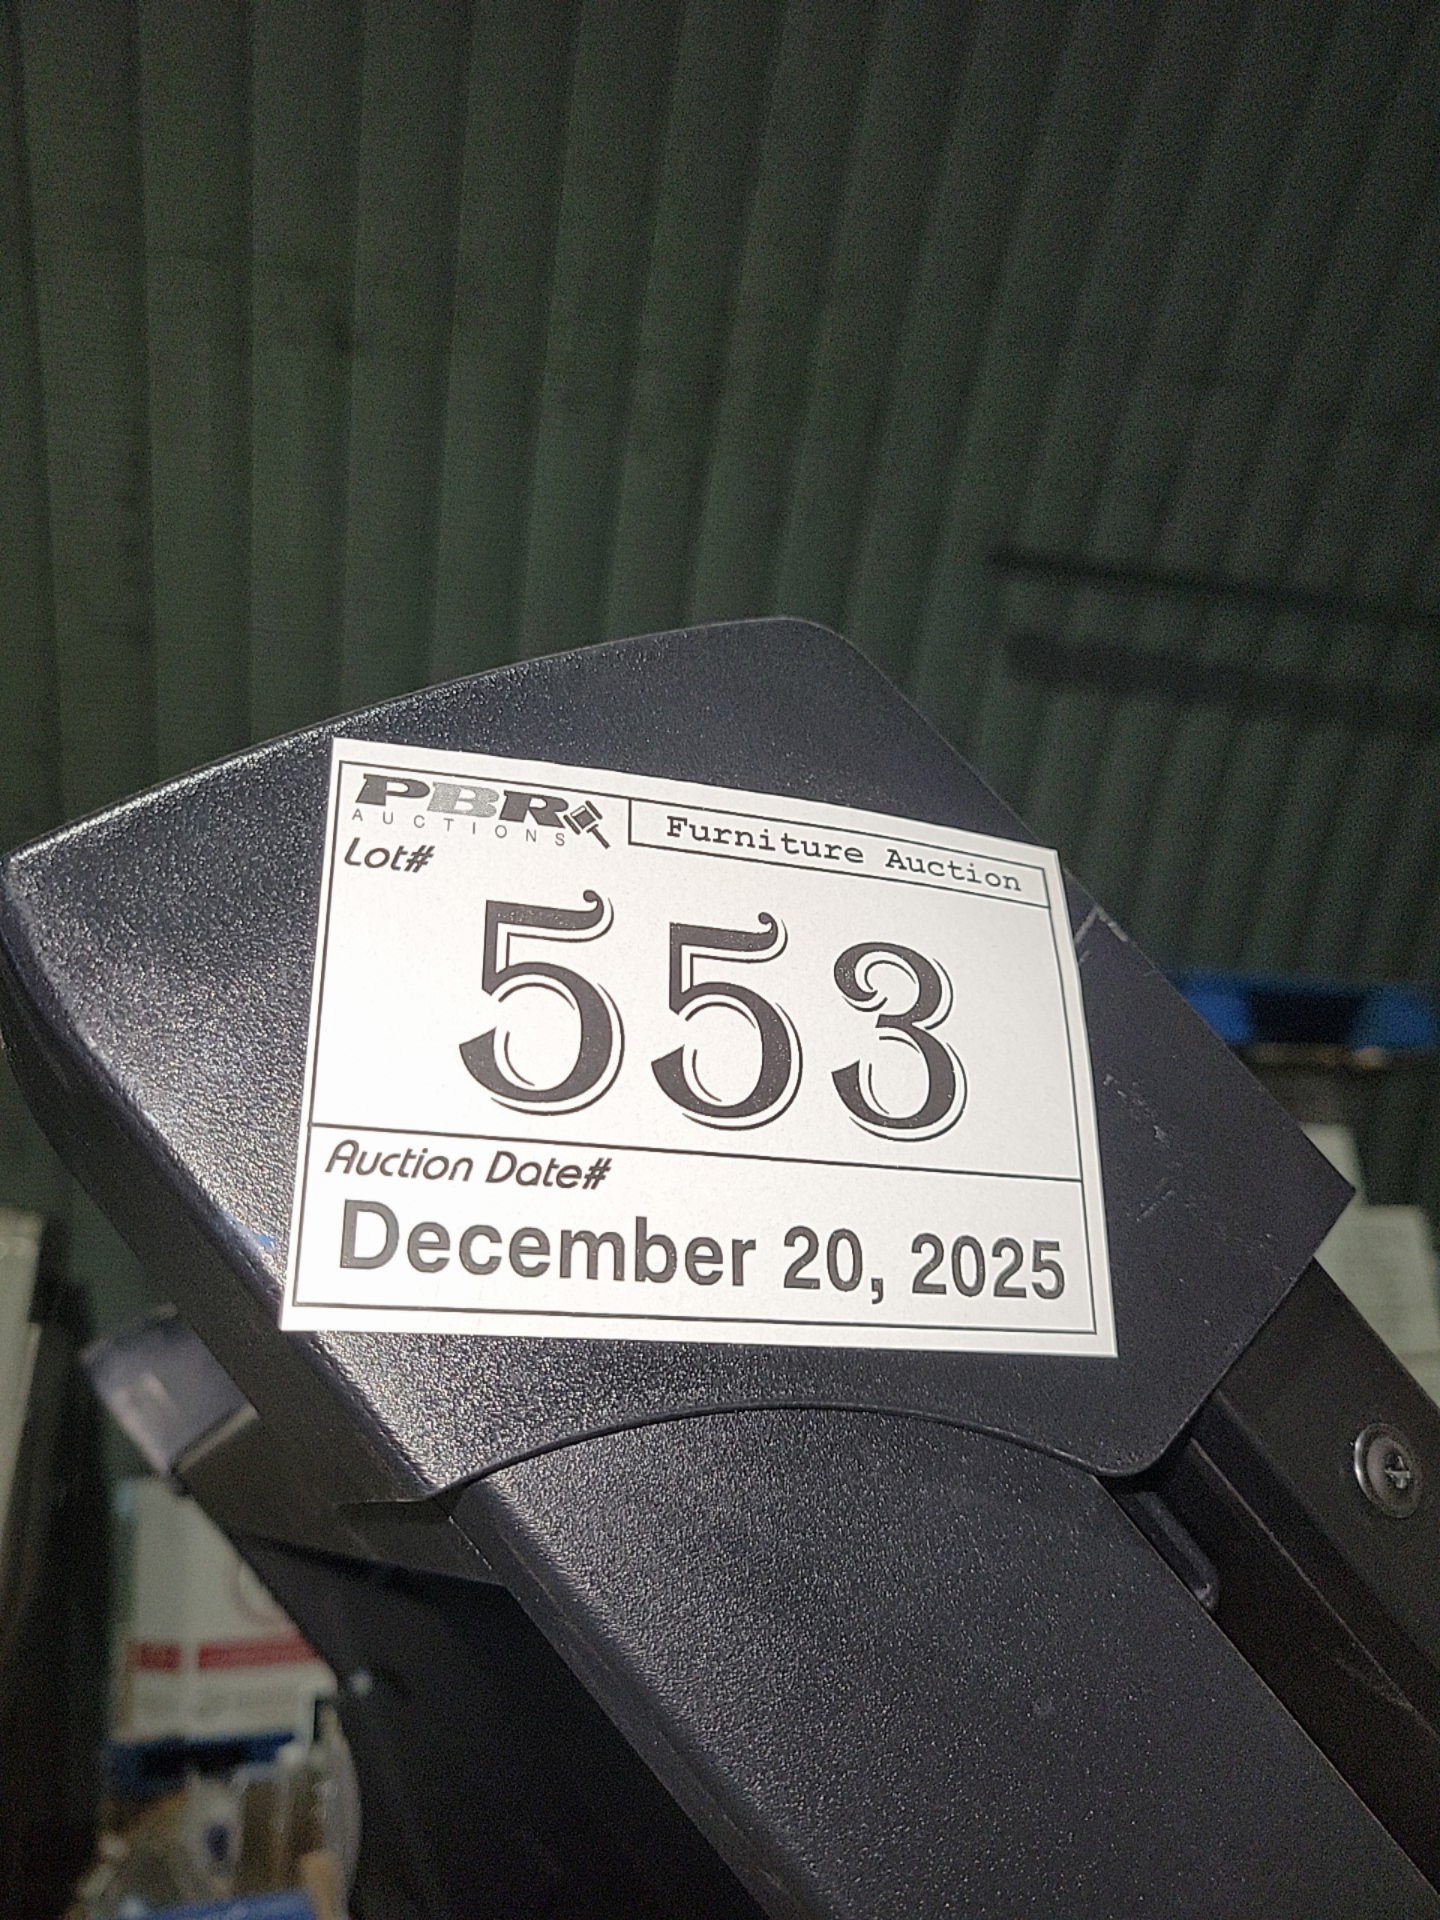 PBR Furniture Auction
AUCTIONS
Lot#
553
Auction Date#
December 20, 2025